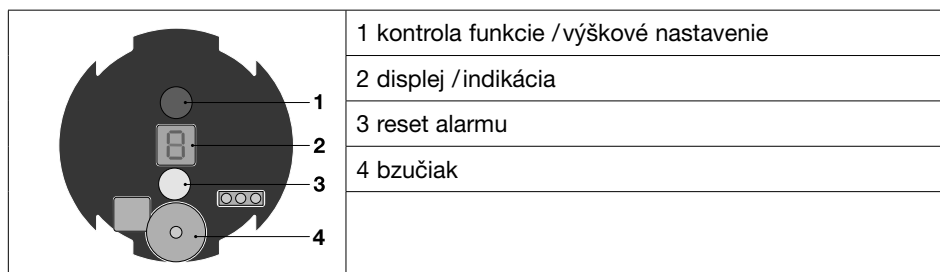 1
2
3
4
1 kontrola funkcie / výškové nastavenie
2 displej / indikácia
3 reset alarmu
4 bzučiak